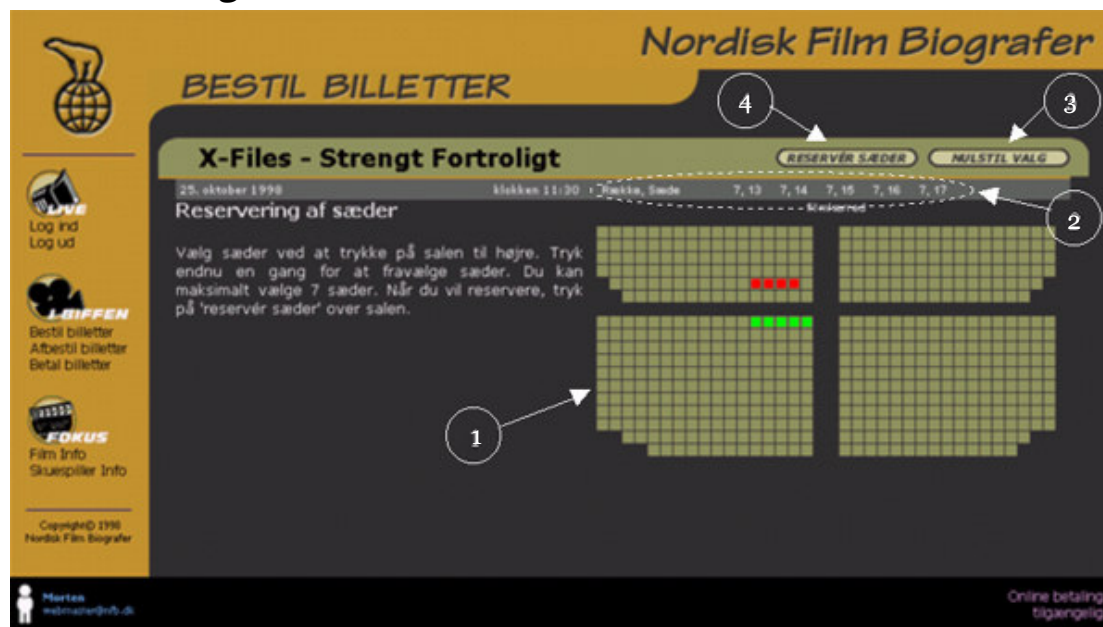 Nordisk Film Biografer
BESTIL BILLETTER
4
3
X-Files - Strengt Fortroligt
RESERVÉR SÆDER
NULSTIL VALG
25. oktober 1998
klokken 11:30
Række, Sæde
7, 13 7, 14 7, 15 7, 16 7, 17
2
Reservering af sæder
Vælg sæder ved at trykke på salen til højre. Tryk
endnu en gang for at fravælge sæder. Du kan
maksimalt vælge 7 sæder. Når du vil reservere, tryk
på 'reservér sæder' over salen.
1
LIVE
Log ind
Log ud
I BIFFEN
Bestil billetter
Afbestil billetter
Betal billetter
FOKUS
Film Info
Skuespiller Info
Copyright© 1998
Nordisk Film Biografer
Morten
webmaster@nfb.dk
Online betaling
tilgængelig